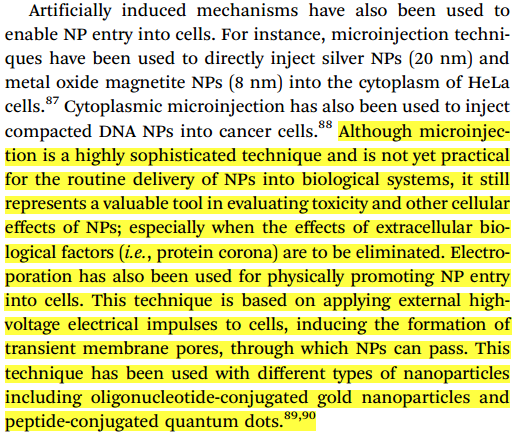 Artificially induced mechanisms have also been used to
enable NP entry into cells. For instance, microinjection techni-
ques have been used to directly inject silver NPs (20 nm) and
metal oxide magnetite NPs (8 nm) into the cytoplasm of HeLa
cells.87 Cytoplasmic microinjection has also been used to inject
compacted DNA NPs into cancer cells.88 Although microinjec-
tion is a highly sophisticated technique and is not yet practical
for the routine delivery of NPs into biological systems, it still
represents a valuable tool in evaluating toxicity and other cellular
effects of NPs; especially when the effects of extracellular bio-
logical factors (i.e., protein corona) are to be eliminated. Electro-
poration has also been used for physically promoting NP entry
into cells. This technique is based on applying external high-
voltage electrical impulses to cells, inducing the formation of
transient membrane pores, through which NPs can pass. This
technique has been used with different types of nanoparticles
including oligonucleotide-conjugated gold nanoparticles and
peptide-conjugated quantum dots.89,90